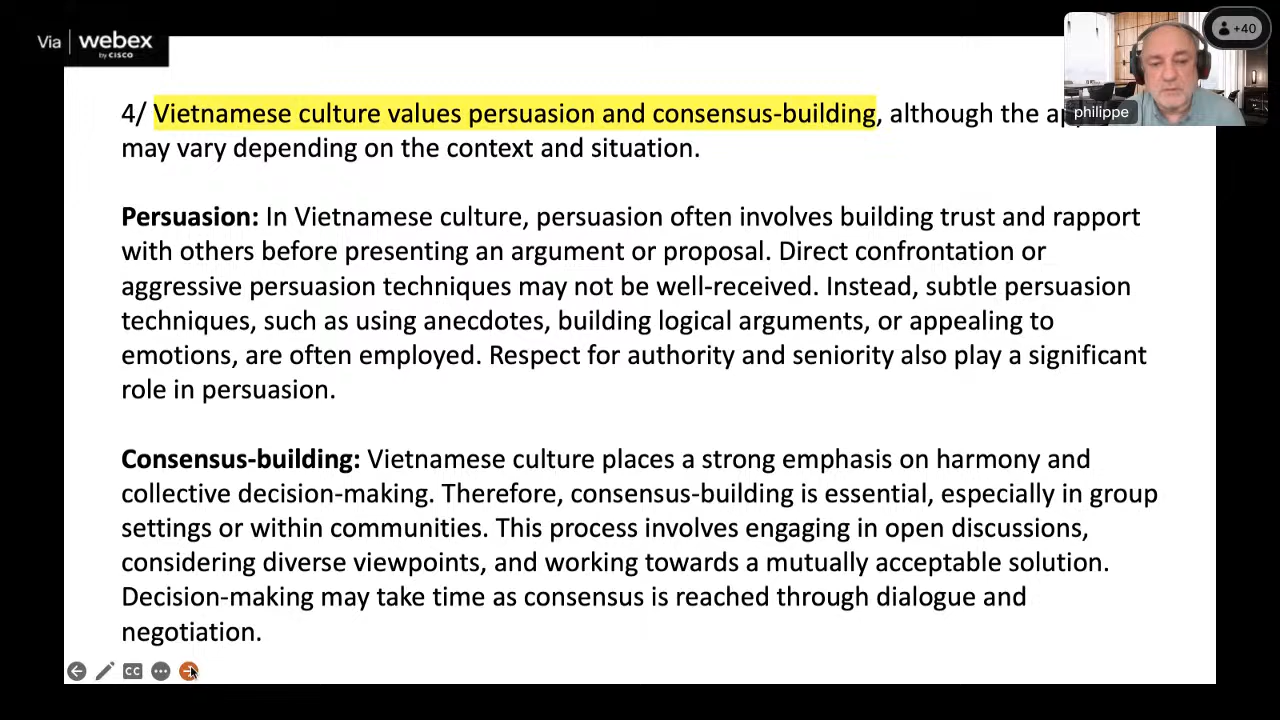 Via webex
by CISCO
+40
philippe
4/ Vietnamese culture values persuasion and consensus-building, although the
may vary depending on the context and situation.
Persuasion: In Vietnamese culture, persuasion often involves building trust and rapport
with others before presenting an argument or proposal. Direct confrontation or
aggressive persuasion techniques may not be well-received. Instead, subtle persuasion
techniques, such as using anecdotes, building logical arguments, or appealing to
emotions, are often employed. Respect for authority and seniority also play a significant
role in persuasion.
Consensus-building: Vietnamese culture places a strong emphasis on harmony and
collective decision-making. Therefore, consensus-building is essential, especially in group
settings or within communities. This process involves engaging in open discussions,
considering diverse viewpoints, and working towards a mutually acceptable solution.
Decision-making may take time as consensus is reached through dialogue and
negotiation.
CC